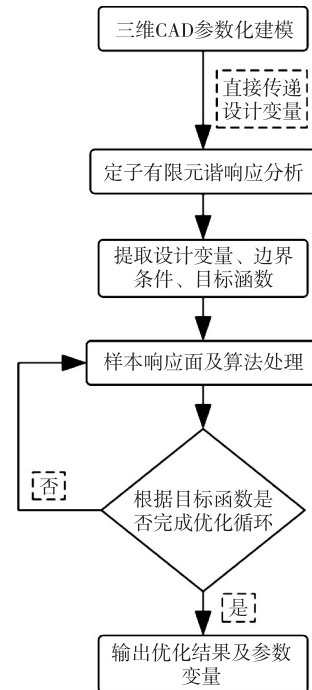 三维CAD参数化建模
直接传递
设计变量
定子有限元谐响应分析
提取设计变量、边界
条件、目标涵数
样本响应面及算法处理
根据目标函数是
否完成优化循环
否
是
输出优化结果及参数
变量